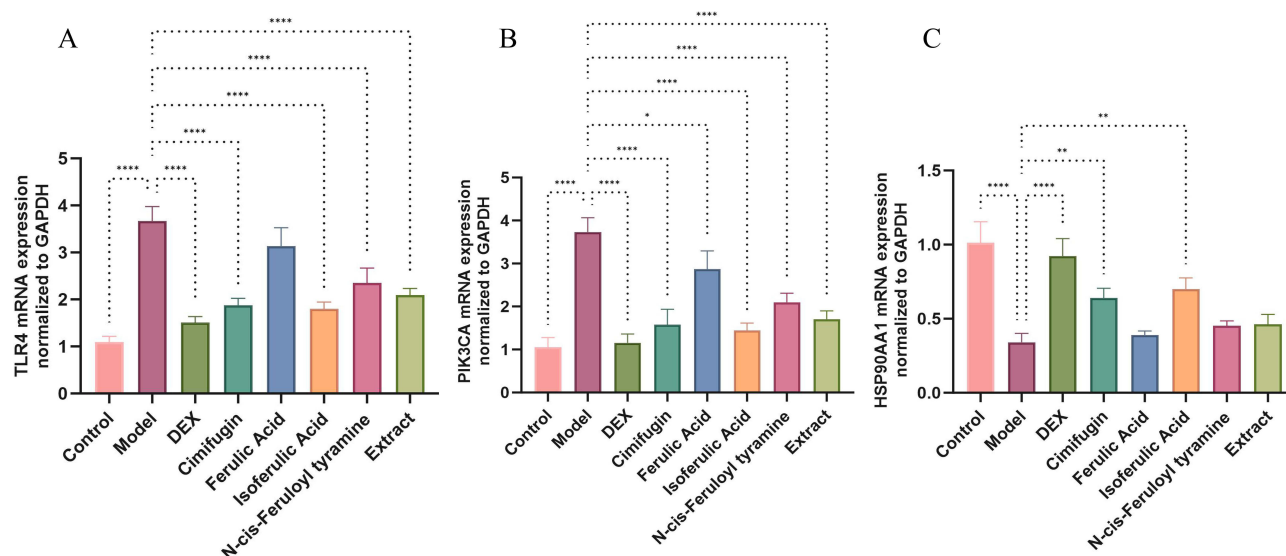 A
TLR4 mRNA expression
normalized to GAPDH
5
4
3
2
1
0
****
****
****
****
****
****
Control
Model
DEX
Cimifugin
Ferulic Acid
Isoferulic Acid
N-cis-Feruloyl tyramine
Extract
B
PIK3CA mRNA expression
normalized to GAPDH
5
4
3
2
1
0
****
****
****
*
****
****
****
Control
Model
DEX
Cimifugin
Ferulic Acid
Isoferulic Acid
N-cis-Feruloyl tyramine
Extract
C
HSP90AA1 mRNA expression
normalized to GAPDH
1.5
1.0
0.5
0.0
**
**
****
****
Control
Model
DEX
Cimifugin
Ferulic Acid
Isoferulic Acid
N-cis-Feruloyl tyramine
Extract